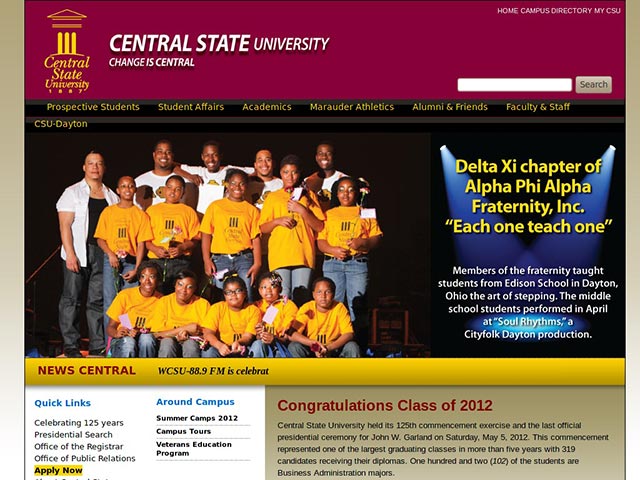 HOME CAMPUS DIRECTORY MY CSU
Central
State
University
1887
CENTRAL STATE UNIVERSITY
CHANGE IS CENTRAL
Search
Prospective Students Student Affairs Academics Marauder Athletics Alumni & Friends Faculty & Staff
CSU-Dayton
Delta Xi chapter of
Alpha Phi Alpha
Fraternity, Inc.
“Each one teach one”
Members of the fraternity taught
students from Edison School in Dayton,
Ohio the art of stepping. The middle
school students performed in April
at “Soul Rhythms,” a
Cityfolk Dayton production.
NEWS CENTRAL WCSU-88.9 FM is celebrat
Quick Links
Celebrating 125 years
Presidential Search
Office of the Registrar
Office of Public Relations
Apply Now
Around Campus
Summer Camps 2012
Campus Tours
Veterans Education
Program
Congratulations Class of 2012
Central State University held its 125th commencement exercise and the last official
presidential ceremony for John W. Garland on Saturday, May 5, 2012. This commencement
represented one of the largest graduating classes in more than five years with 319
candidates receiving their diplomas. One hundred and two (102) of the students are
Business Administration majors.